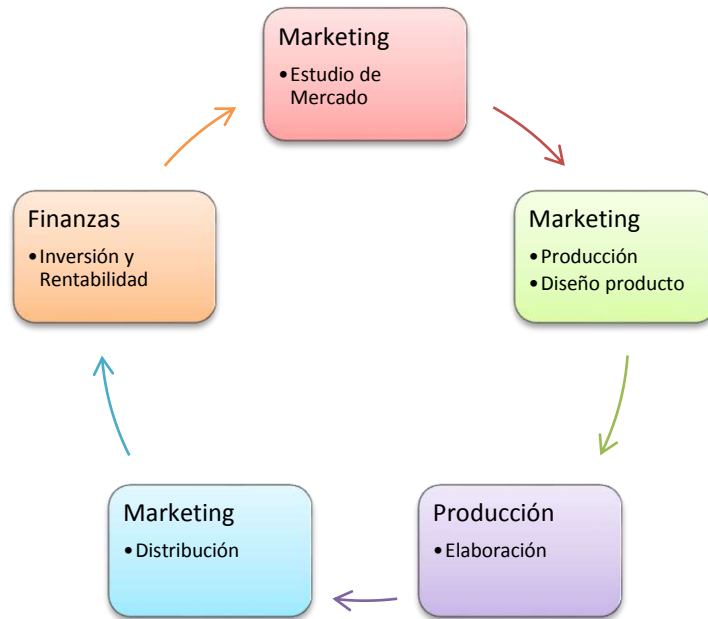 Marketing
•Estudio de
Mercado
Finanzas
•Inversión y
Rentabilidad
Marketing
•Producción
•Diseño producto
Marketing
•Distribución
Producción
•Elaboración